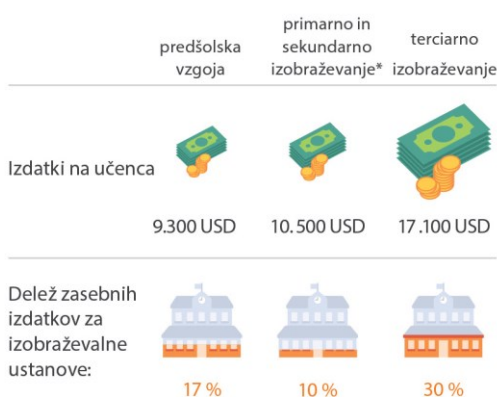 predšolska
vzgoja
primarno in
sekundarno
izobraževanje*
terciarno
izobraževanje
Izdatki na učenca
9.300 USD
10.500 USD
17.100 USD
Delež zasebnih
izdatkov za
izobraževalne
ustanove:
17 %
10 %
30 %